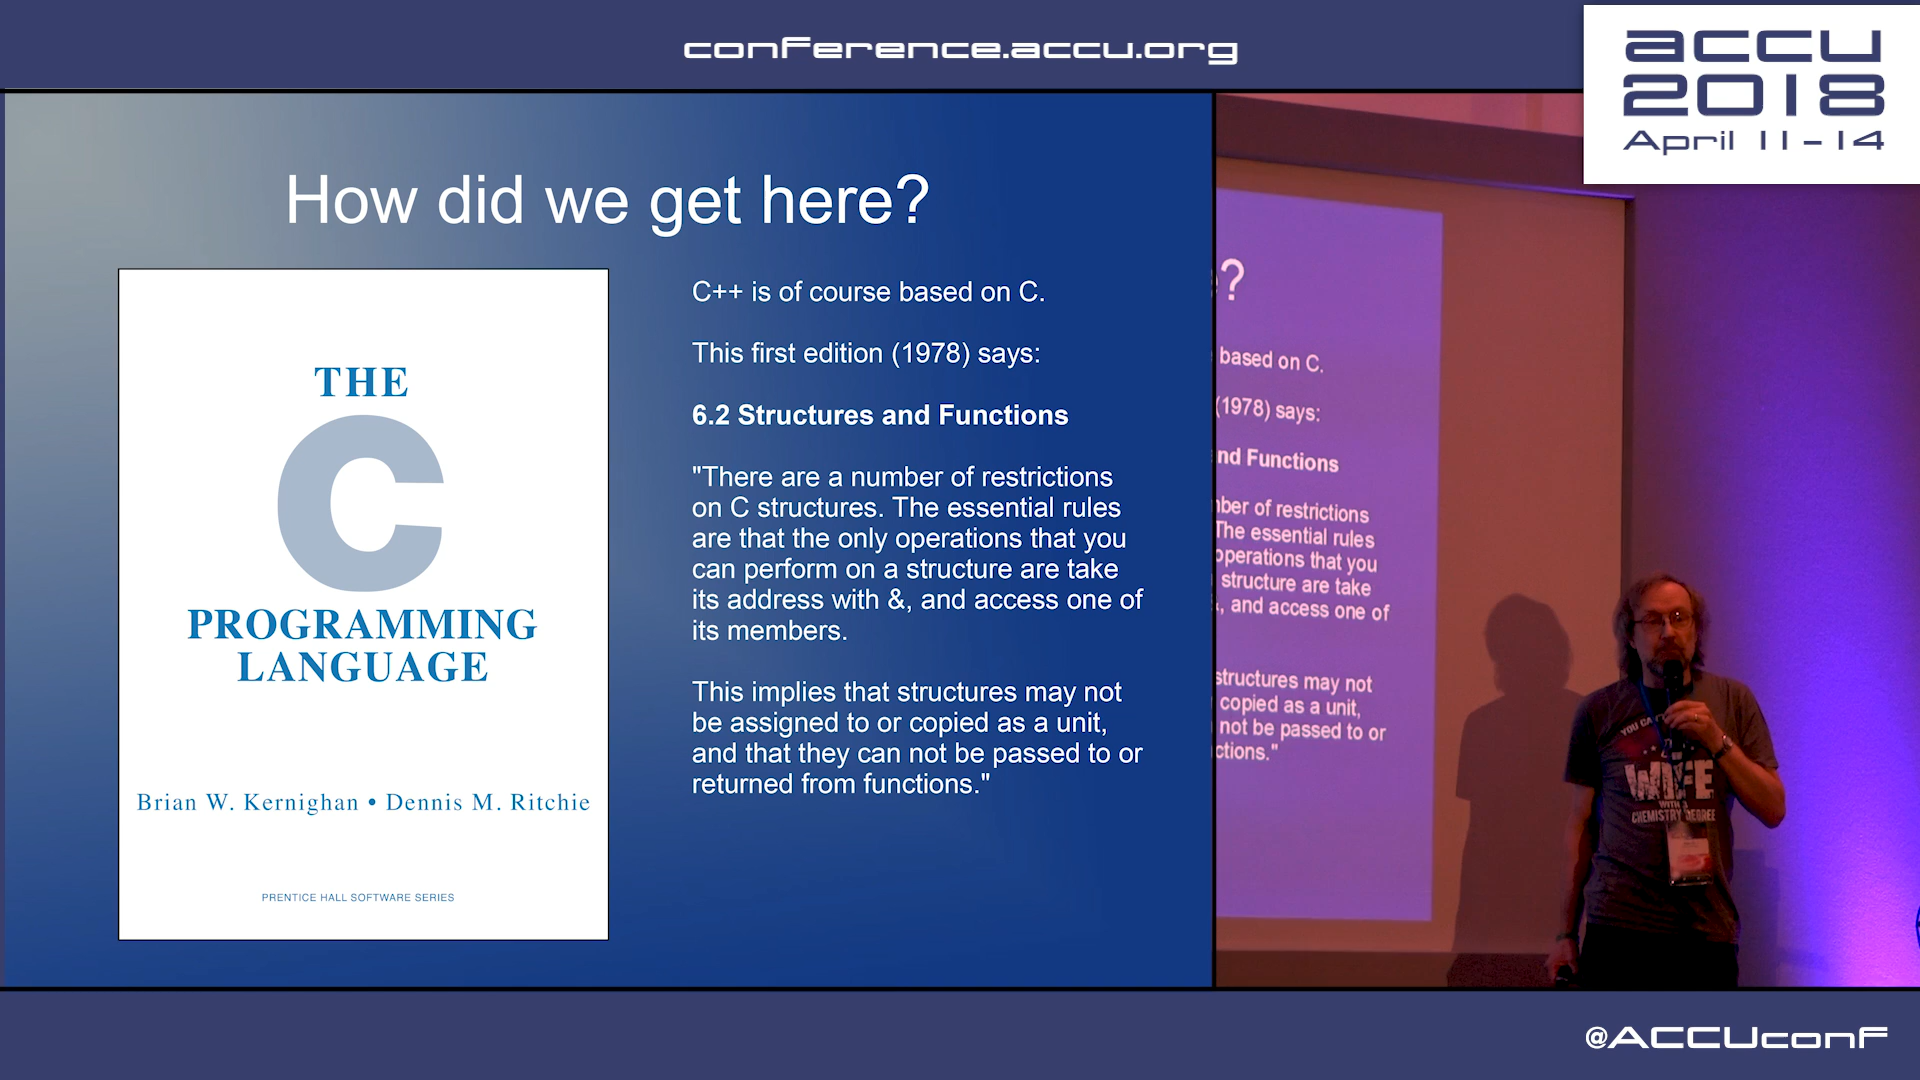 conference.accu.org
accu
2018
April 11-14
How did we get here?
THE
C
PROGRAMMING
LANGUAGE
Brian W. Kernighan • Dennis M. Ritchie
PRENTICE HALL SOFTWARE SERIES
C++ is of course based on C.
This first edition (1978) says:
6.2 Structures and Functions
"There are a number of restrictions
on C structures. The essential rules
are that the only operations that you
can perform on a structure are take
its address with &, and access one of
its members.
This implies that structures may not
be assigned to or copied as a unit,
and that they can not be passed to or
returned from functions."
?
based on C.
(1978) says:
nd Functions
ber of restrictions
The essential rules
operations that you
structure are take
, and access one of
structures may not
copied as a unit,
not be passed to or
ctions."
YOU CA
WIFE
WITH A
CHEMISTRY DEGREE
@ACCUconf